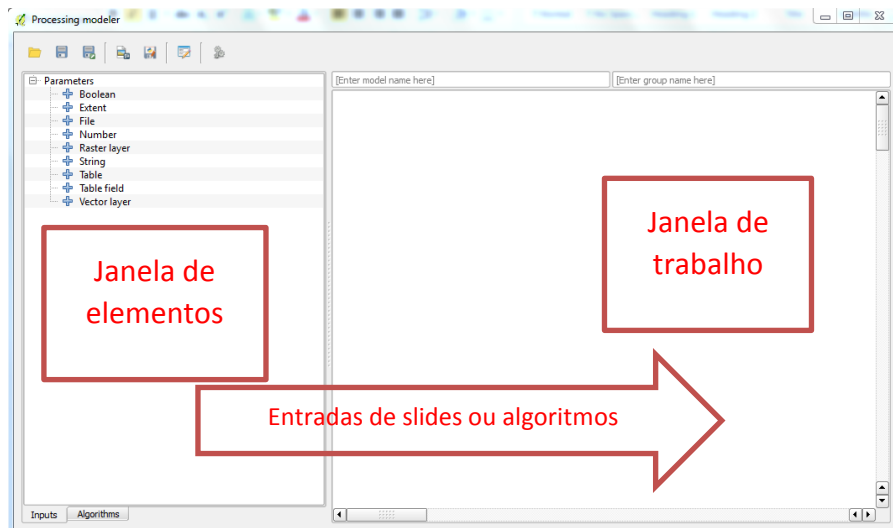 Processing modeler
Parameters
Boolean
Extent
File
Number
Raster layer
String
Table
Table field
Vector layer
[Enter model name here]
[Enter group name here]
Janela de
elementos
Janela de
trabalho
Entradas de slides ou algoritmos
Inputs
Algorithms